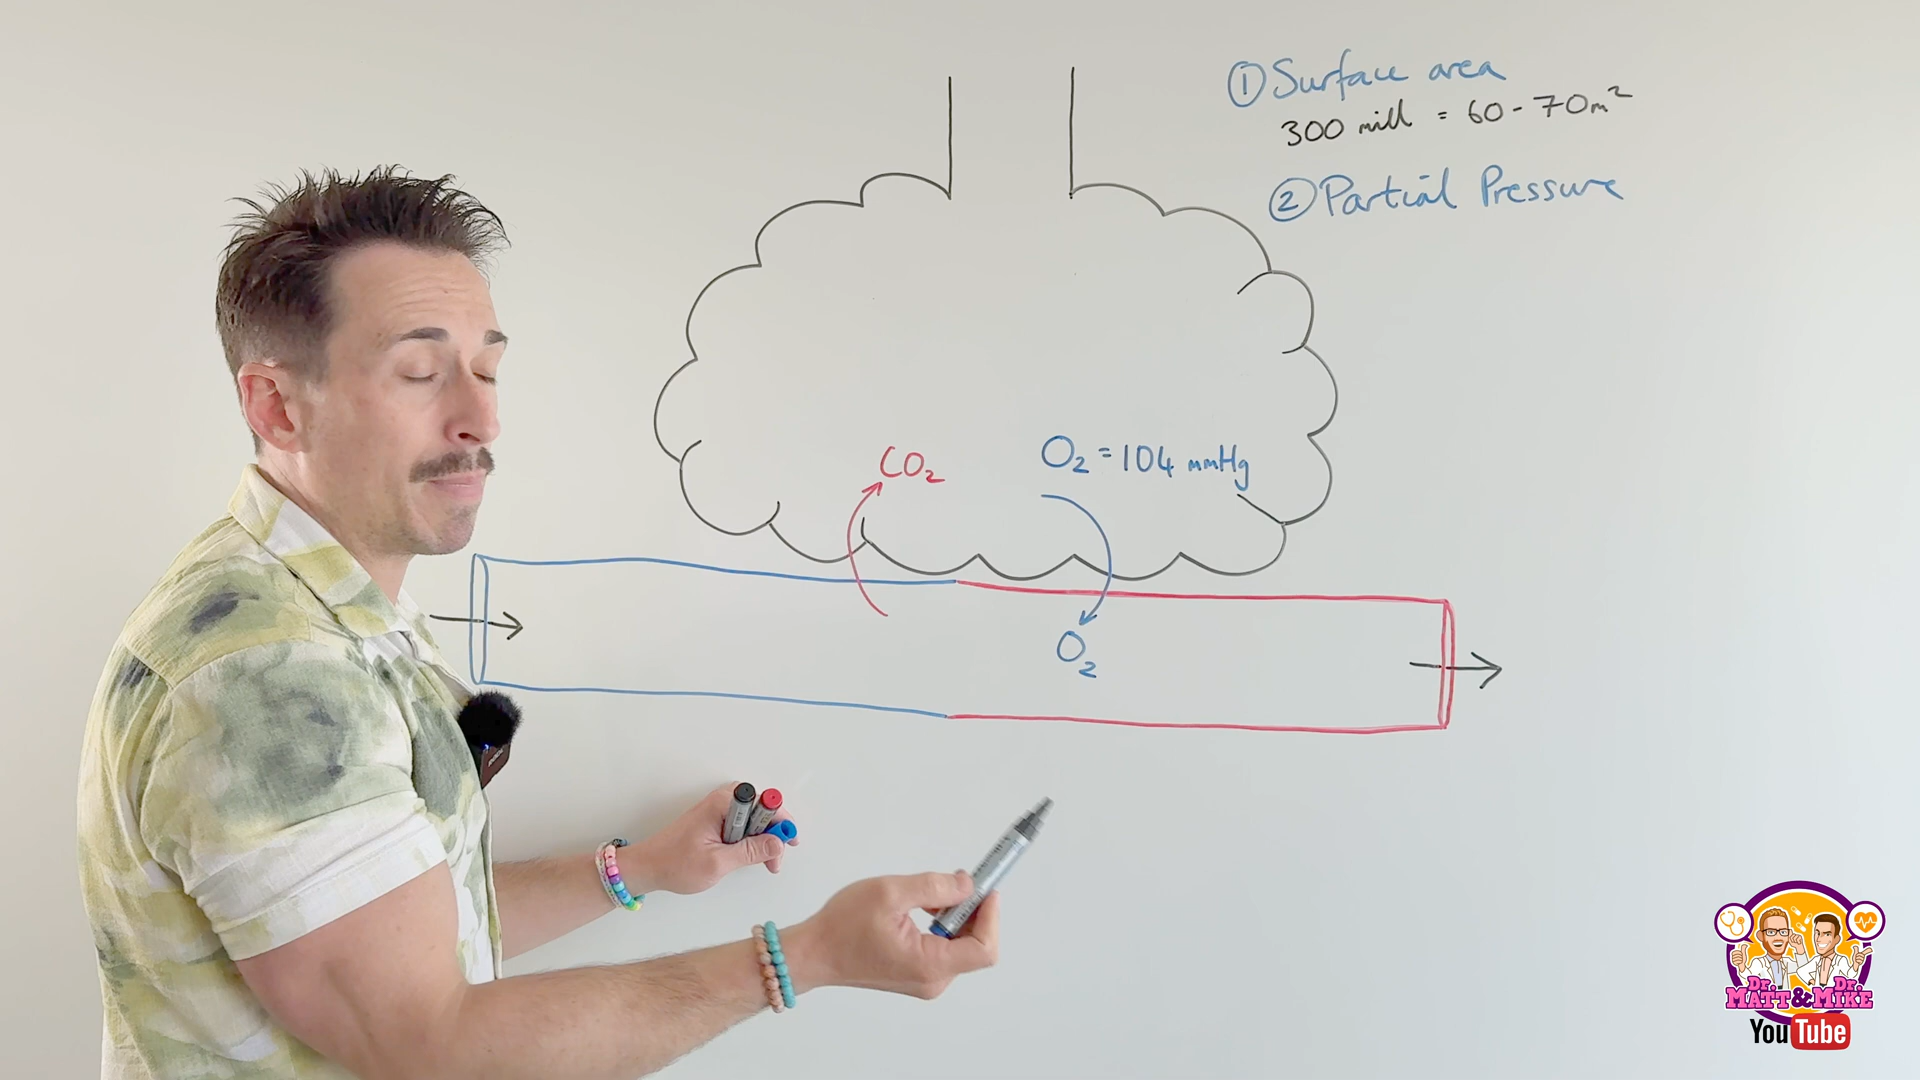 ① Surface area
300 mill = 60 - 70m²
② Partial Pressure
CO₂
O₂ = 104 mmHg
O₂
Dr. Dr.
MATT & MIKE
YouTube